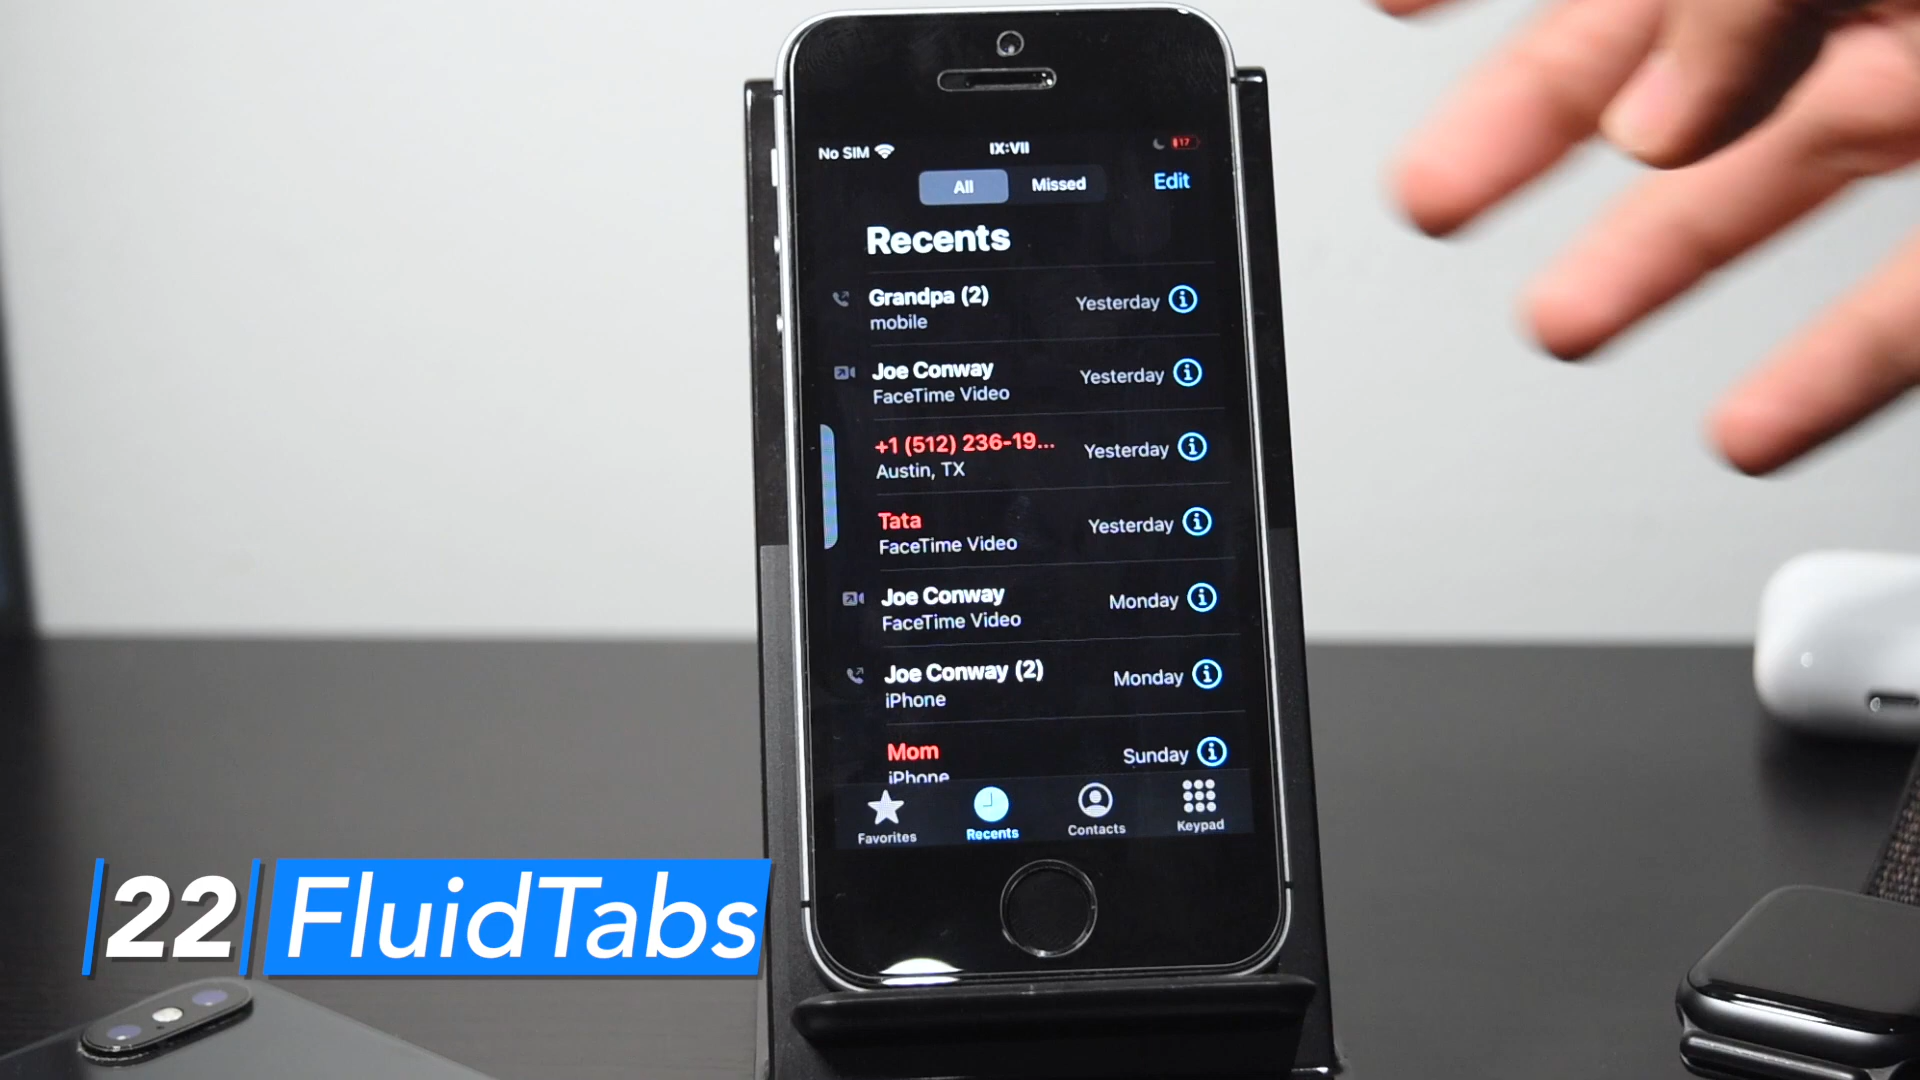 No SIM
IX:VII
17
All
Missed
Edit
Recents
Grandpa (2)
mobile
Yesterday
Joe Conway
FaceTime Video
Yesterday
+1 (512) 236-19...
Austin, TX
Yesterday
Tata
FaceTime Video
Yesterday
Joe Conway
FaceTime Video
Monday
Joe Conway (2)
iPhone
Monday
Mom
iPhone
Sunday
Favorites
Recents
Contacts
Keypad
22 FluidTabs